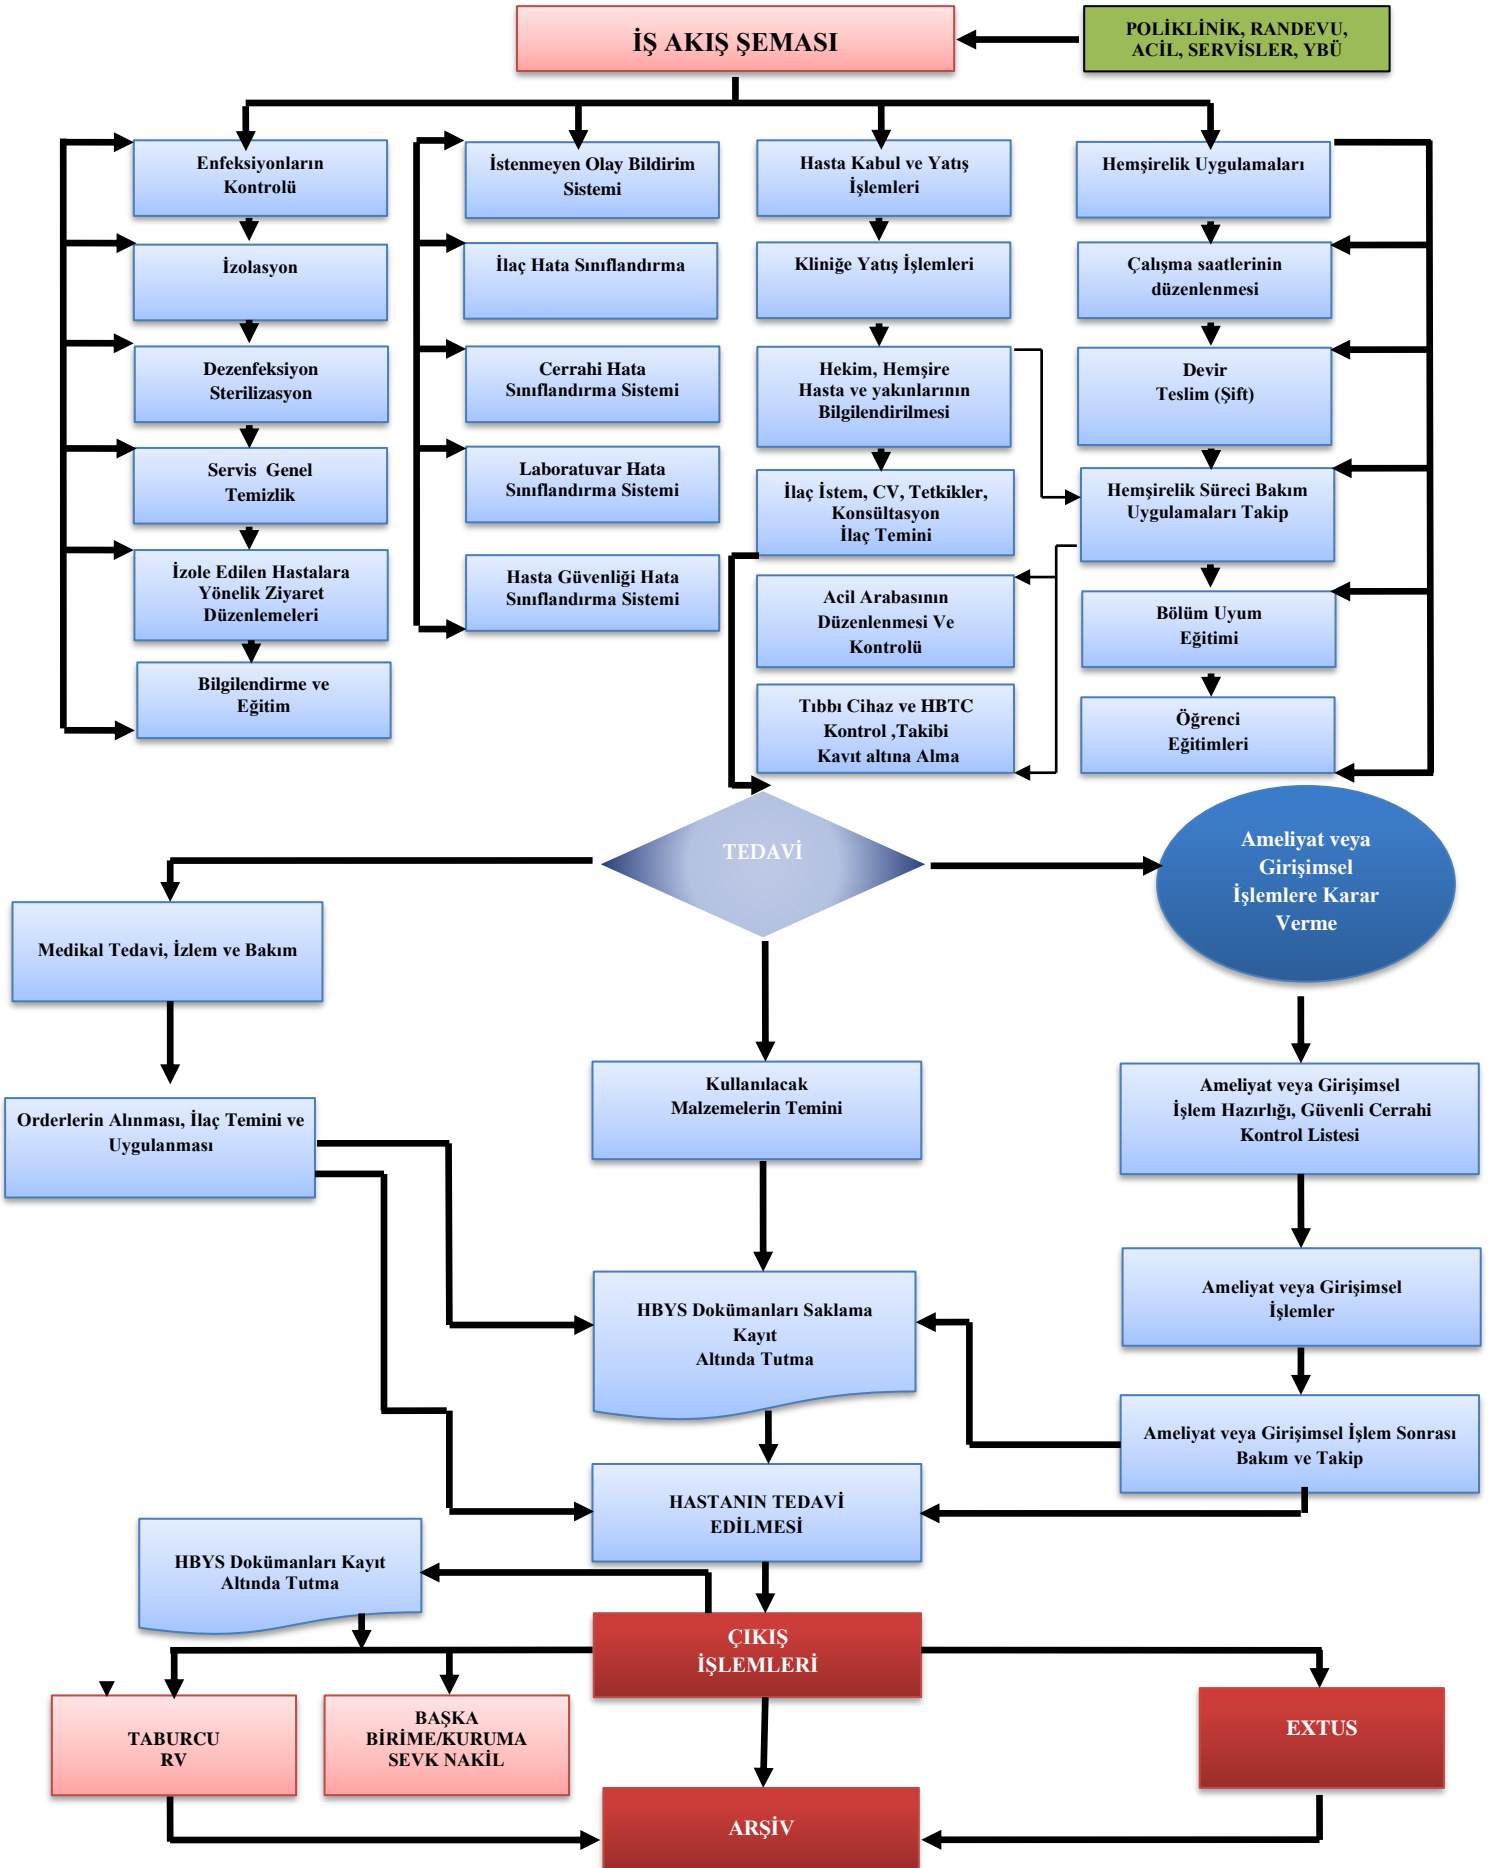 İŞ AKIŞ ŞEMASI
POLİKLİNİK, RANDEVU,
ACİL, SERVİSLER, YBÜ
Enfeksiyonların
Kontrolü
İzolasyon
Dezenfeksiyon
Sterilizasyon
Servis Genel
Temizlik
İzole Edilen Hastalara
Yönelik Ziyaret
Düzenlemeleri
Bilgilendirme ve
Eğitim
İstenmeyen Olay Bildirim
Sistemi
İlaç Hata Sınıflandırma
Cerrahi Hata
Sınıflandırma Sistemi
Laboratuvar Hata
Sınıflandırma Sistemi
Hasta Güvenliği Hata
Sınıflandırma Sistemi
Hasta Kabul ve Yatış
İşlemleri
Kliniğe Yatış İşlemleri
Hekim, Hemşire
Hasta ve yakınlarının
Bilgilendirilmesi
İlaç İstem, CV, Tetkikler,
Konsültasyon
İlaç Temini
Acil Arabasının
Düzenlenmesi Ve
Kontrolü
Tıbbı Cihaz ve HBTC
Kontrol ,Takibi
Kayıt altına Alma
Hemşirelik Uygulamaları
Çalışma saatlerinin
düzenlenmesi
Devir
Teslim (Şift)
Hemşirelik Süreci Bakım
Uygulamaları Takip
Bölüm Uyum
Eğitimi
Öğrenci
Eğitimleri
TEDAVİ
Ameliyat veya
Girişimsel
İşlemlere Karar
Verme
Medikal Tedavi, İzlem ve Bakım
Orderlerin Alınması, İlaç Temini ve
Uygulanması
Kullanılacak
Malzemelerin Temini
Ameliyat veya Girişimsel
İşlem Hazırlığı, Güvenli Cerrahi
Kontrol Listesi
Ameliyat veya Girişimsel
İşlemler
HBYS Dokümanları Saklama
Kayıt
Altında Tutma
Ameliyat veya Girişimsel İşlem Sonrası
Bakım ve Takip
HASTANIN TEDAVİ
EDİLMESİ
HBYS Dokümanları Kayıt
Altında Tutma
ÇIKIŞ
İŞLEMLERİ
TABURCU
RV
BAŞKA
BİRİME/KURUMA
SEVK NAKİL
EXTUS
ARŞİV